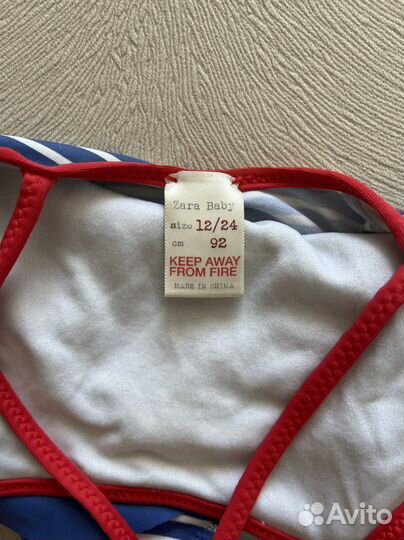 Zara Baby
size 12/24
cm 92
KEEP AWAY
FROM FIRE
MADE IN CHINA
Avito